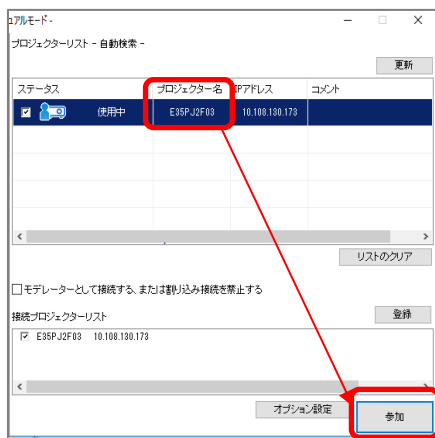 ュアルモード -
プロジェクターリスト - 自動検索 -
更新
ステータス プロジェクター名 IPアドレス コメント
使用中 E35PJ2F03 10.108.130.173
リストのクリア
モデレーターとして接続する、または割り込み接続を禁止する
接続プロジェクターリスト 登録
E35PJ2F03 10.108.130.173
オプション設定 参加